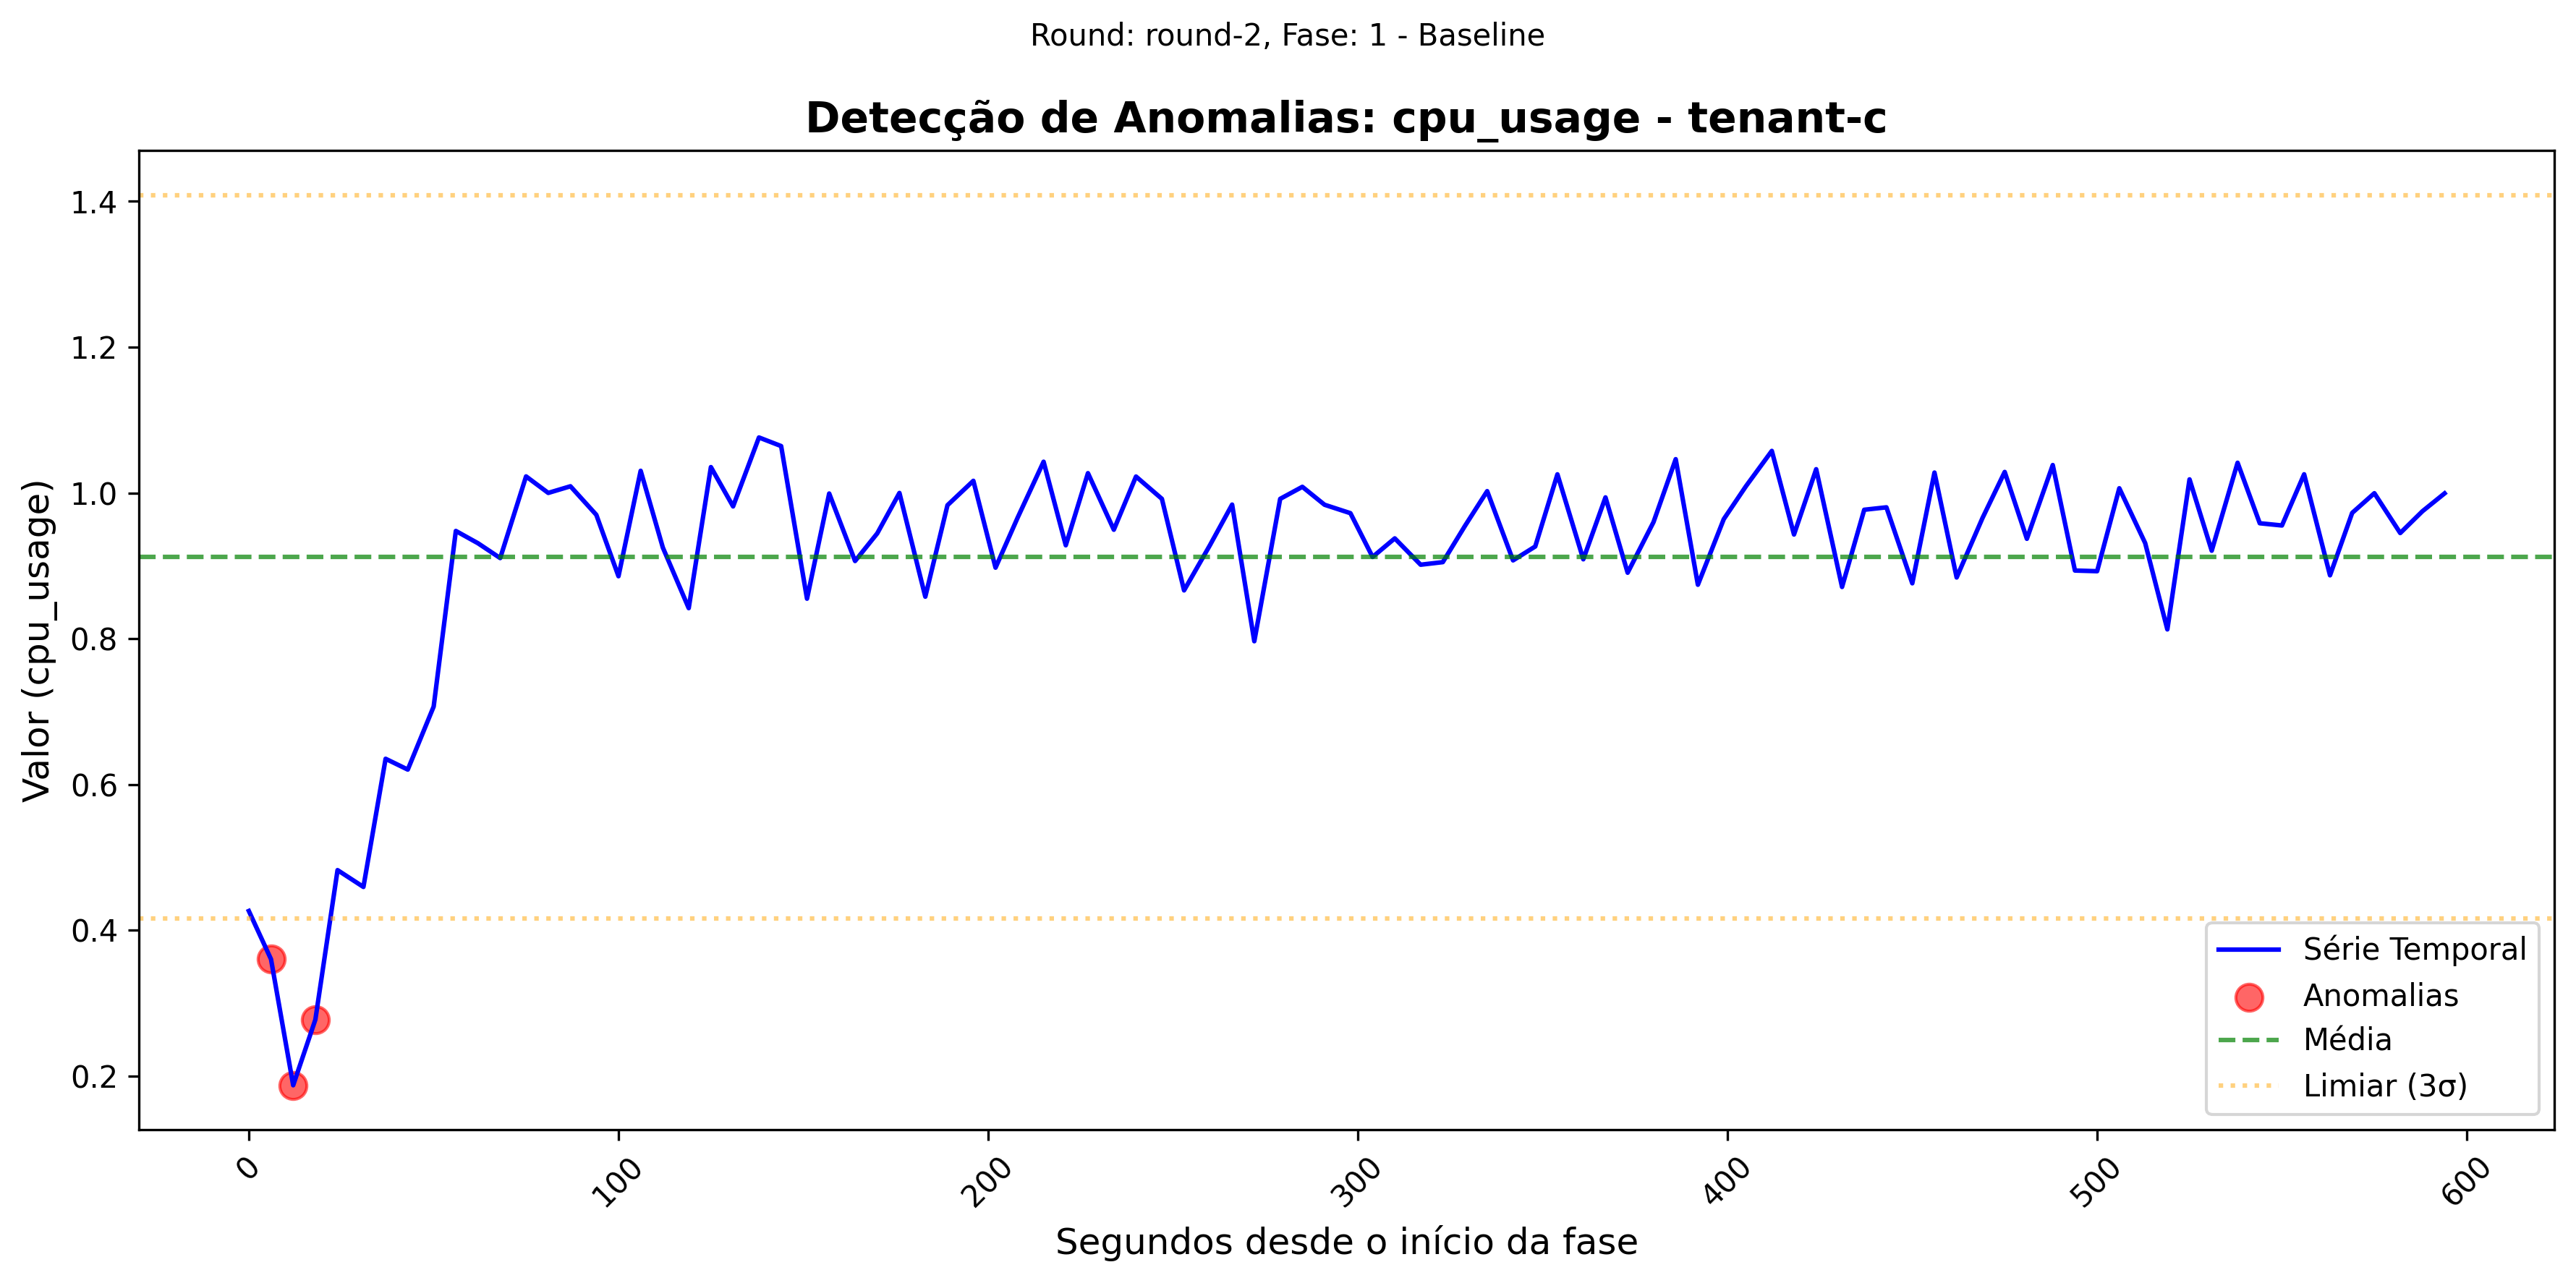 Round: round-2, Fase: 1 - Baseline
Detecção de Anomalias: cpu_usage - tenant-c
Valor (cpu_usage)
1.4
1.2
1.0
0.8
0.6
0.4
0.2
Série Temporal
Anomalias
Média
Limiar (3σ)
0
100
200
300
400
500
600
Segundos desde o início da fase